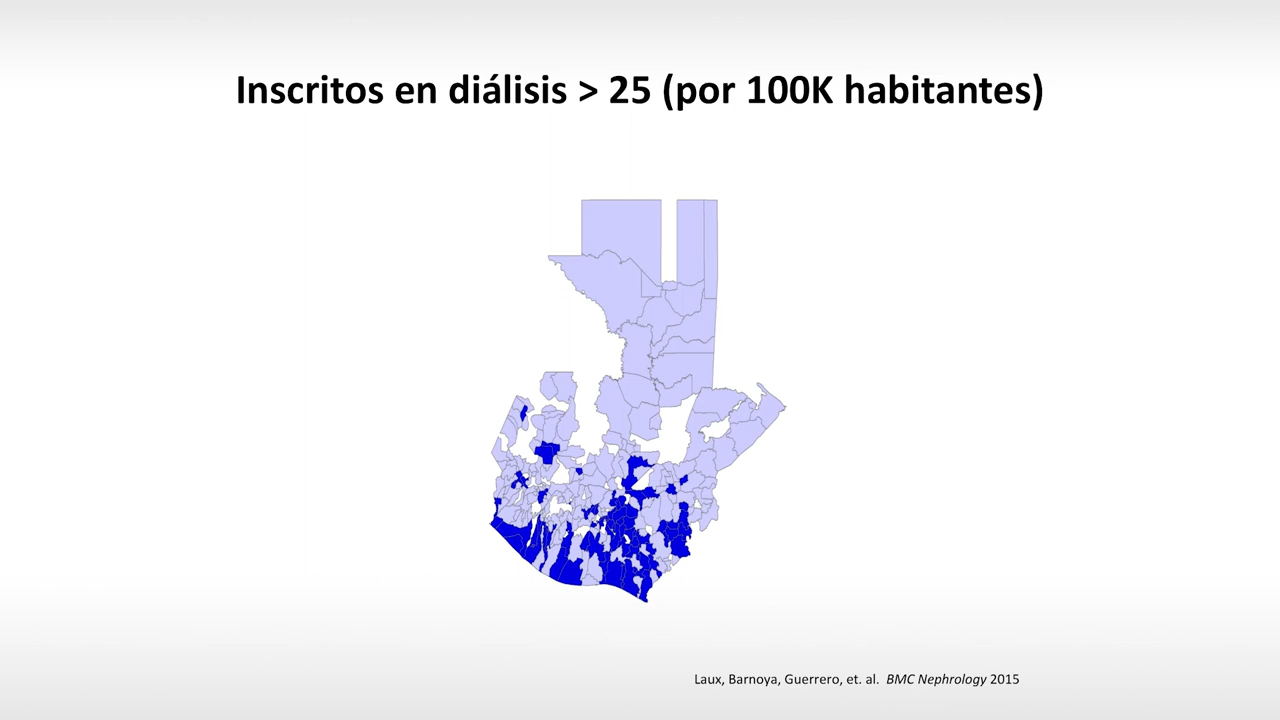 Inscritos en diálisis > 25 (por 100K habitantes)
Laux, Barnoya, Guerrero, et. al.  BMC Nephrology 2015